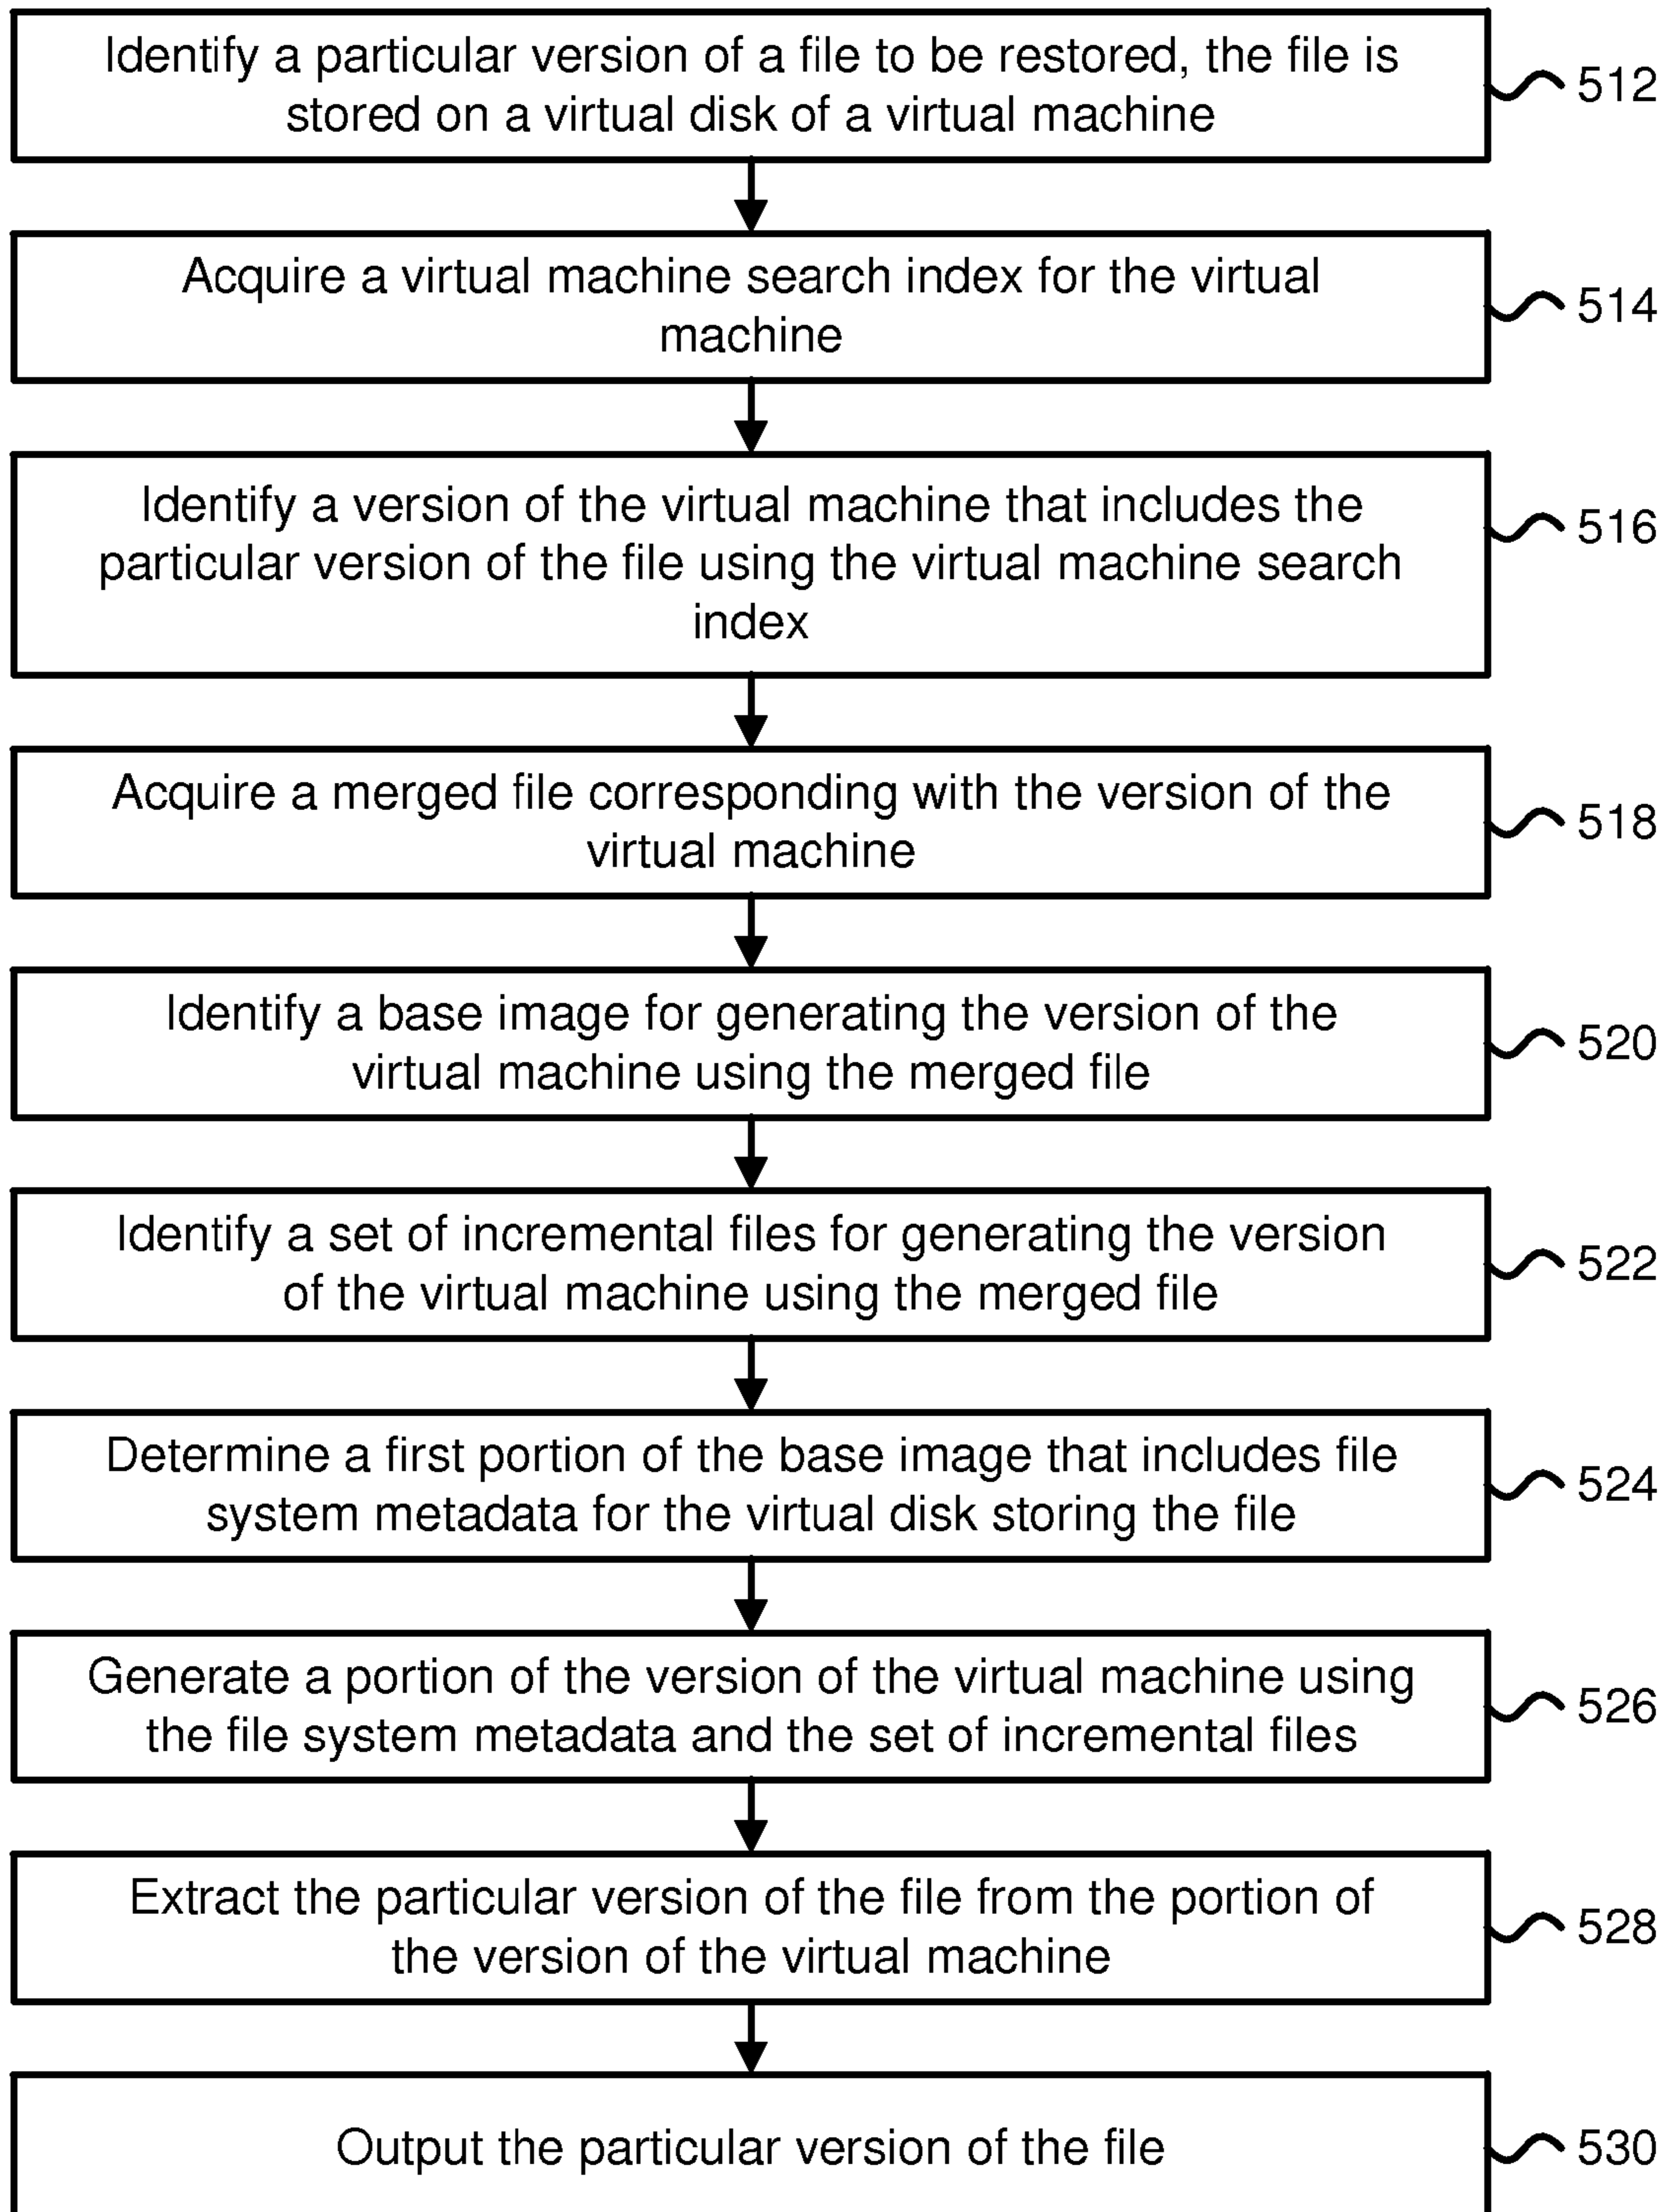 Identify a particular version of a file to be restored, the file is
stored on a virtual disk of a virtual machine
512
Acquire a virtual machine search index for the virtual
machine
514
Identify a version of the virtual machine that includes the
particular version of the file using the virtual machine search
index
516
Acquire a merged file corresponding with the version of the
virtual machine
518
Identify a base image for generating the version of the
virtual machine using the merged file
520
Identify a set of incremental files for generating the version
of the virtual machine using the merged file
522
Determine a first portion of the base image that includes file
system metadata for the virtual disk storing the file
524
Generate a portion of the version of the virtual machine using
the file system metadata and the set of incremental files
526
Extract the particular version of the file from the portion of
the version of the virtual machine
528
Output the particular version of the file
530